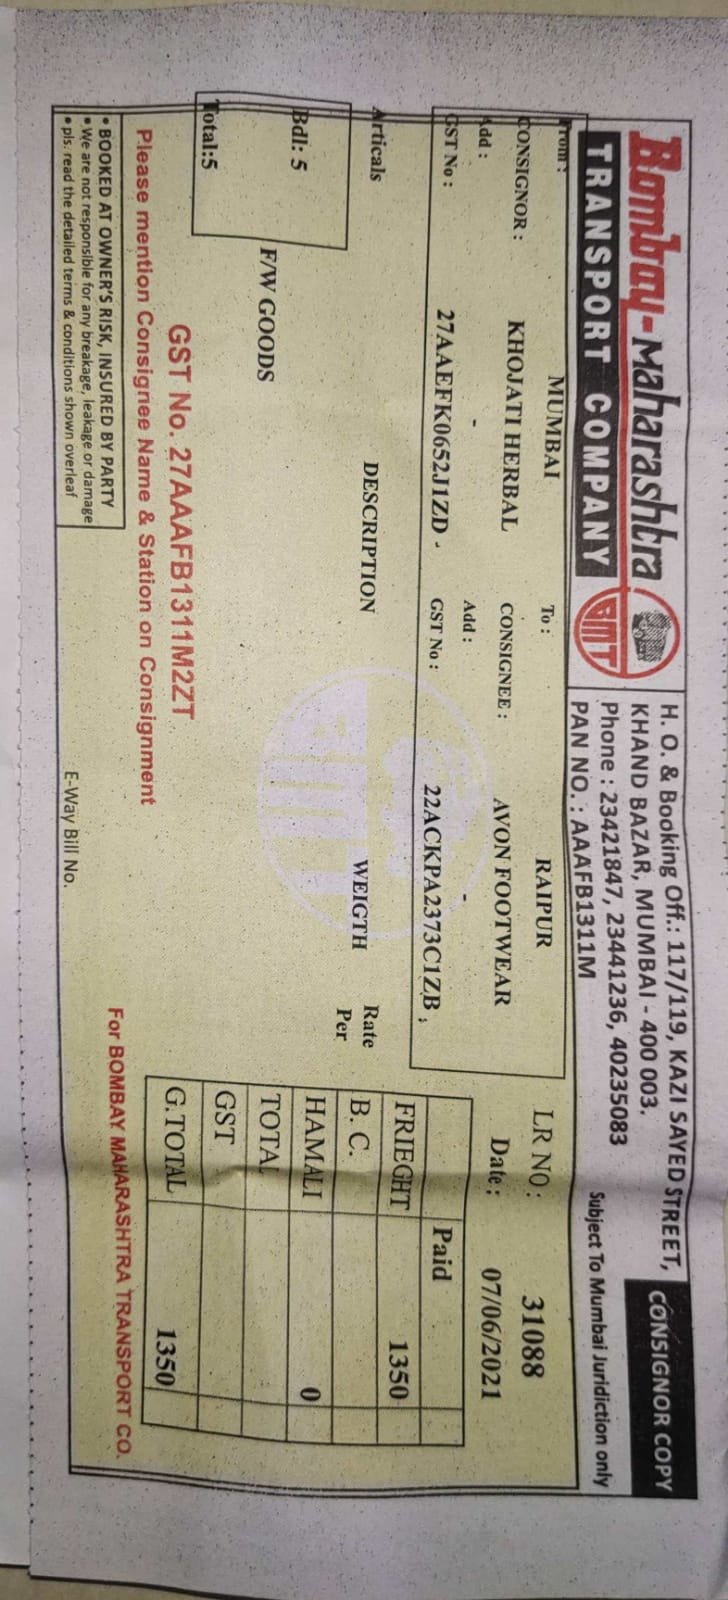 Bombay-Maharashtra
TRANSPORT COMPANY
BMT
H. O. & Booking Off.: 117/119, KAZI SAYED STREET,
KHAND BAZAR, MUMBAI - 400 003.
Phone : 23421847, 23441236, 40235083
PAN NO. : AAAFB1311M
CONSIGNOR COPY
Subject To Mumbai Juridiction only
From : MUMBAI To : RAIPUR
CONSIGNOR : KHOJATI HERBAL CONSIGNEE : AVON FOOTWEAR
Add : - Add : -
GST No : 27AAEFK0652J1ZD - GST No : 22ACKPA2373C1ZB ;
LR NO : 31088
Date : 07/06/2021
Articals DESCRIPTION WEIGTH Rate
Per
Bdl: 5
F/W GOODS
Total:5
Paid
FRIEGHT 1350
B. C.
HAMALI 0
TOTAL
GST
G.TOTAL 1350
BMT
GST No. 27AAAFB1311M2ZT
Please mention Consignee Name & Station on Consignment
• BOOKED AT OWNER'S RISK, INSURED BY PARTY
• We are not responsible for any breakage, leakage or damage
• pls. read the detailed terms & conditions shown overleaf
E-Way Bill No.
For BOMBAY MAHARASHTRA TRANSPORT CO.